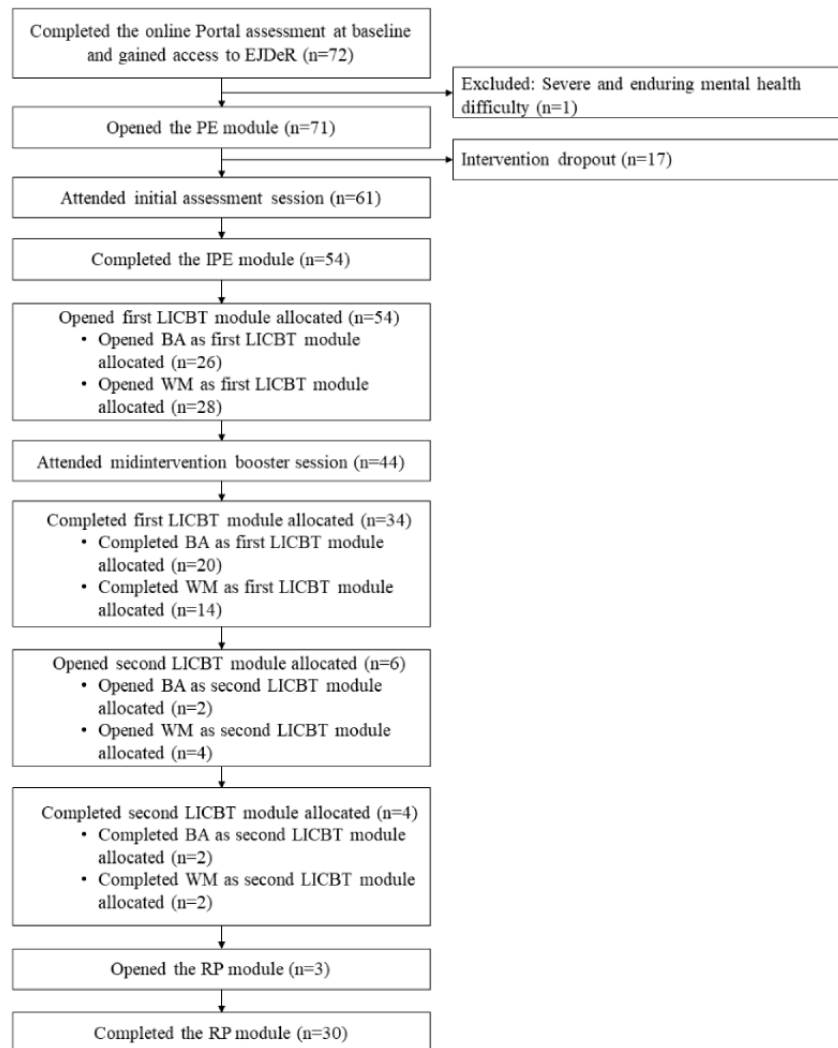 Completed the online Portal assessment at baseline
and gained access to EJDeR (n=72)
Excluded: Severe and enduring mental health
difficulty (n=1)
Opened the PE module (n=71)
Intervention dropout (n=17)
Attended initial assessment session (n=61)
Completed the IPE module (n=54)
Opened first LICBT module allocated (n=54)
• Opened BA as first LICBT module
allocated (n=26)
• Opened WM as first LICBT module
allocated (n=28)
Attended midintervention booster session (n=44)
Completed first LICBT module allocated (n=34)
• Completed BA as first LICBT module
allocated (n=20)
• Completed WM as first LICBT module
allocated (n=14)
Opened second LICBT module allocated (n=6)
• Opened BA as second LICBT module
allocated (n=2)
• Opened WM as second LICBT module
allocated (n=4)
Completed second LICBT module allocated (n=4)
• Completed BA as second LICBT module
allocated (n=2)
• Completed WM as second LICBT module
allocated (n=2)
Opened the RP module (n=3)
Completed the RP module (n=30)